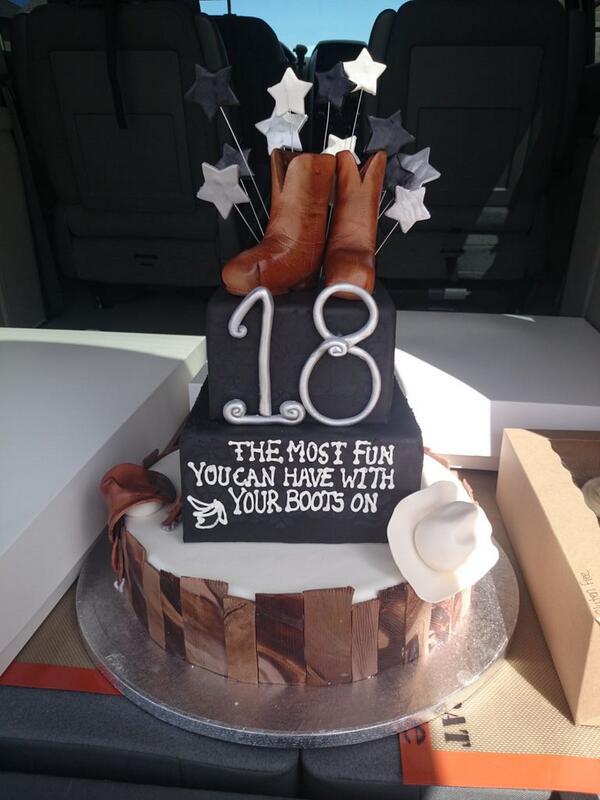 18
THE MOST FUN
YOU CAN HAVE WITH
YOUR BOOTS ON